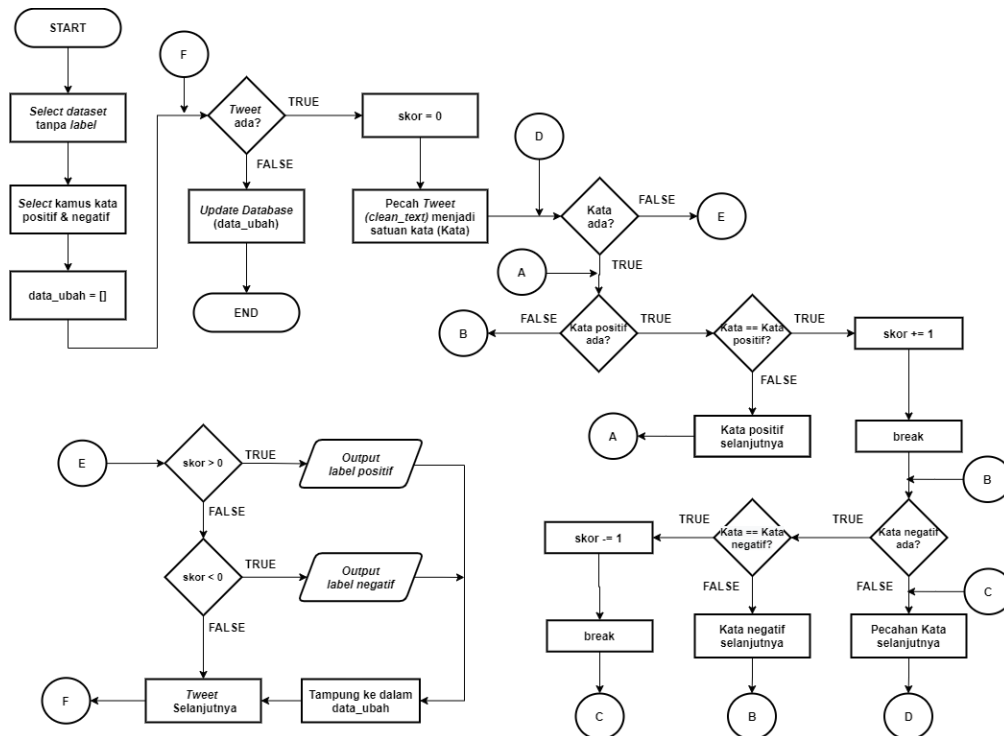 START
F
Select dataset
tanpa label
Tweet
ada?
TRUE
FALSE
skor = 0
D
Select kamus kata
positif & negatif
Update Database
(data_ubah)
Pecah Tweet
(clean_text) menjadi
satuan kata (Kata)
Kata
ada?
FALSE
E
TRUE
A
data_ubah = []
END
B
FALSE
Kata positif
ada?
TRUE
Kata == Kata
positif?
TRUE
skor += 1
FALSE
A
Kata positif
selanjutnya
break
E
skor > 0
TRUE
Output
label positif
FALSE
B
skor < 0
TRUE
Output
label negatif
FALSE
skor -= 1
TRUE
Kata == Kata
negatif?
TRUE
Kata negatif
ada?
FALSE
FALSE
C
break
Kata negatif
selanjutnya
Pecahan Kata
selanjutnya
F
Tweet
Selanjutnya
Tampung ke dalam
data_ubah
C
B
D